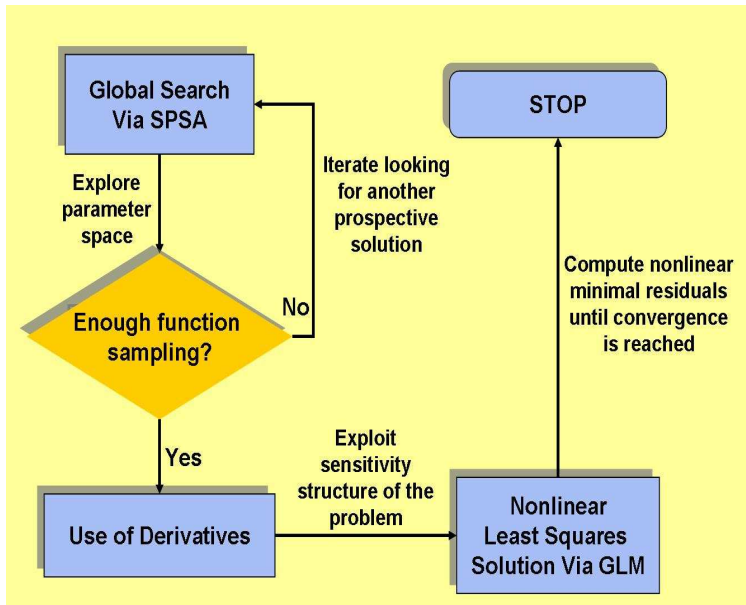 Global Search
Via SPSA
STOP
Explore
parameter
space
Iterate looking
for another
prospective
solution
Enough function
sampling?
No
Compute nonlinear
minimal residuals
until convergence
is reached
Yes
Exploit
sensitivity
structure of the
problem
Use of Derivatives
Nonlinear
Least Squares
Solution Via GLM